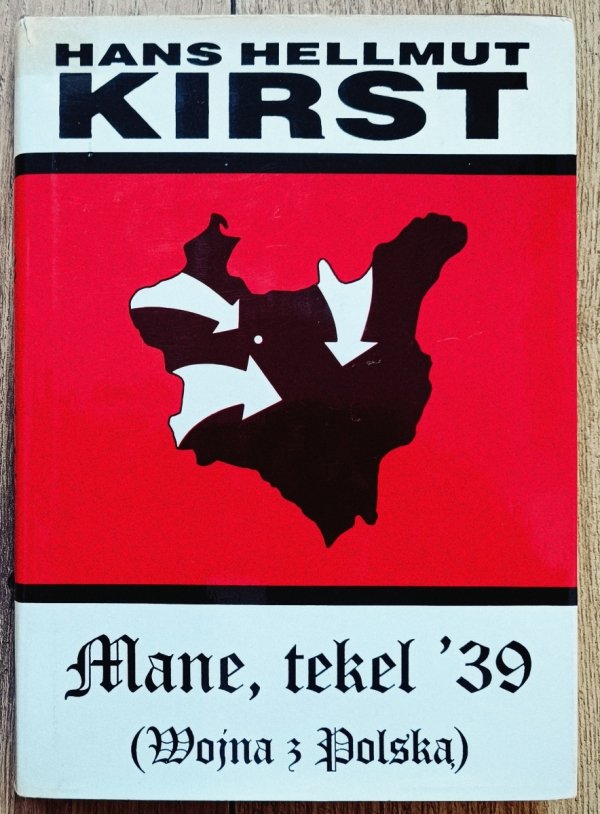 HANS HELLMUT
KIRST
Mane, tekel '39
(Wojna z Polską)